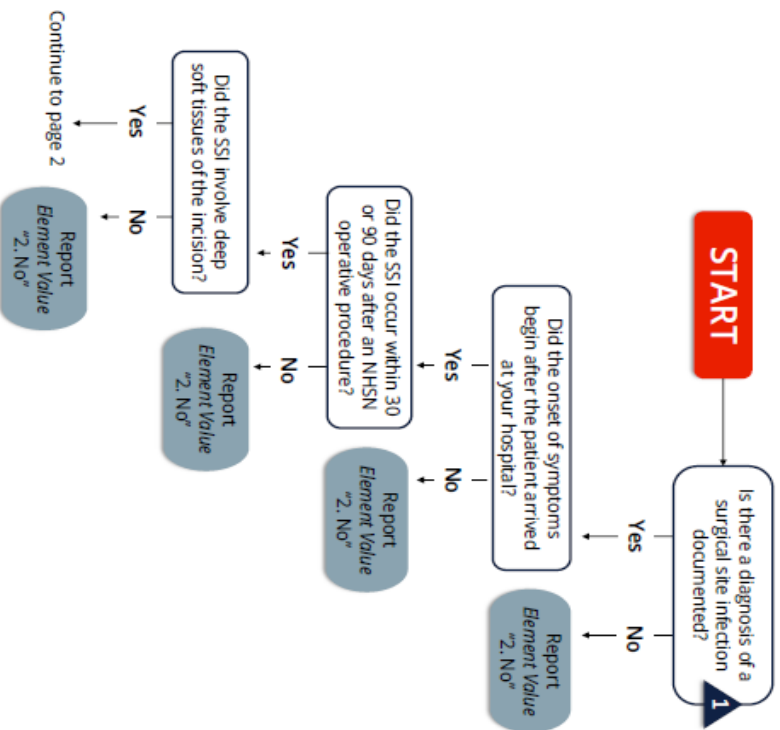 START
Is there a diagnosis of a
surgical site infection
documented?
1
Yes
No
Report
Element Value
"2. No"
Did the onset of symptoms
begin after the patient arrived
at your hospital?
Yes
No
Report
Element Value
"2. No"
Did the SSI occur within 30
or 90 days after an NHSN
operative procedure?
Yes
No
Report
Element Value
"2. No"
Did the SSI involve deep
soft tissues of the incision?
Yes
No
Continue to page 2
Report
Element Value
"2. No"